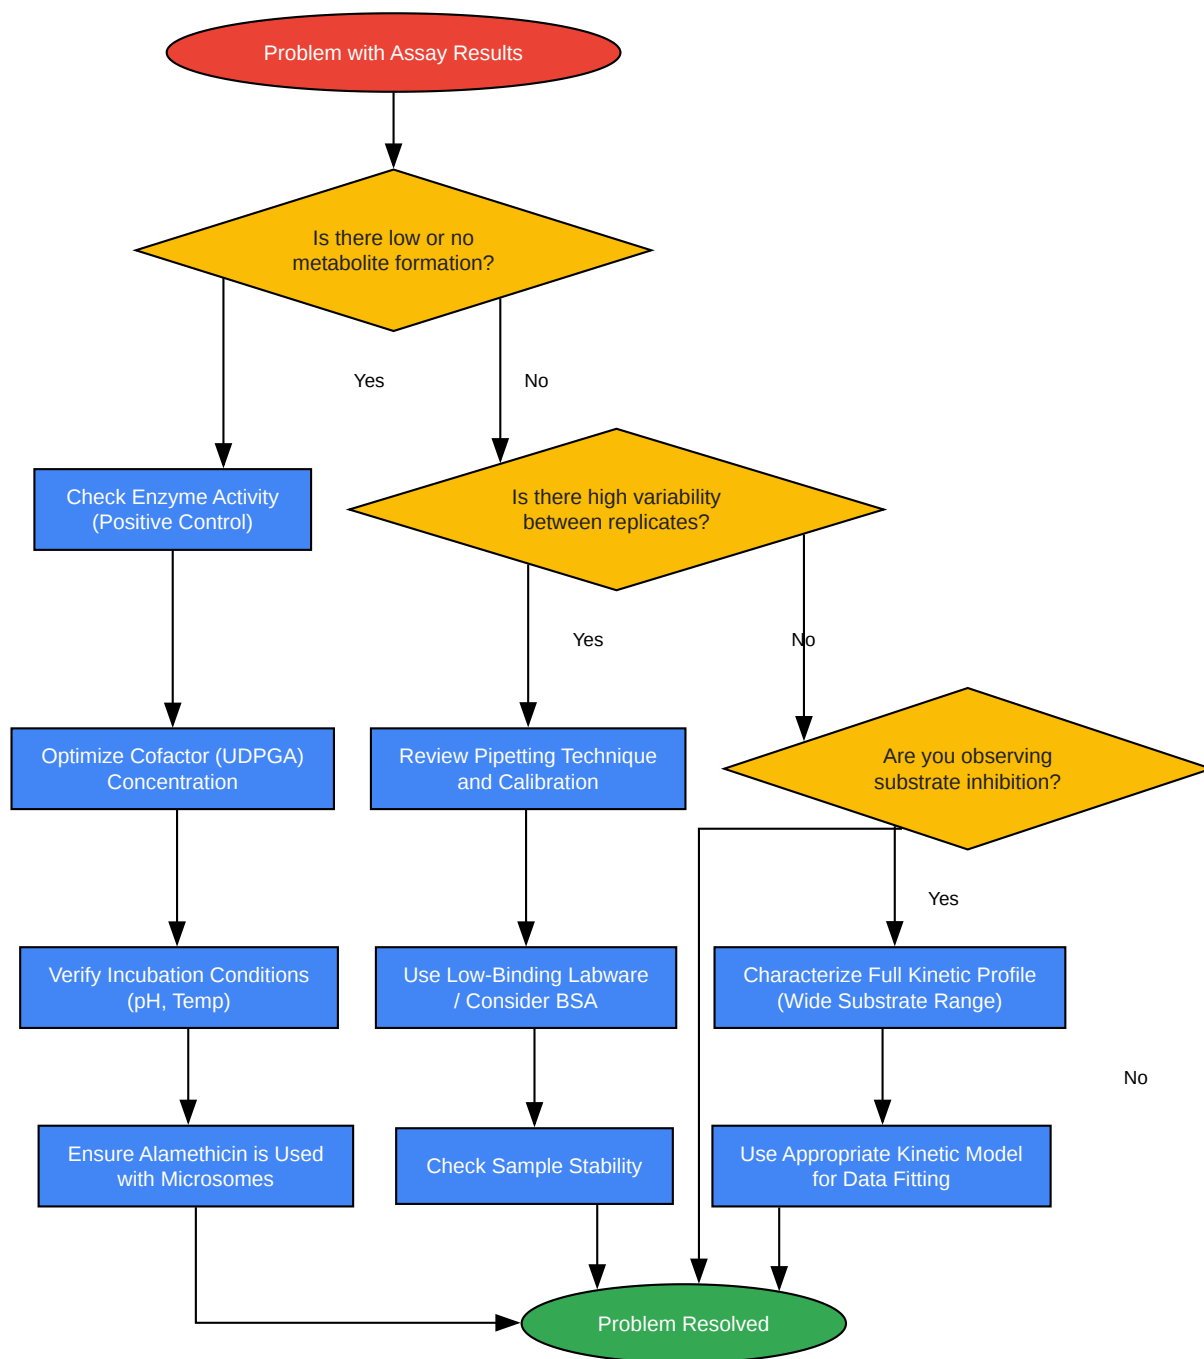 Problem with Assay Results
Is there low or no
metabolite formation?
Yes
No
Check Enzyme Activity
(Positive Control)
Is there high variability
between replicates?
Yes
No
Optimize Cofactor (UDPGA)
Concentration
Review Pipetting Technique
and Calibration
Are you observing
substrate inhibition?
Yes
Verify Incubation Conditions
(pH, Temp)
Use Low-Binding Labware
/ Consider BSA
Characterize Full Kinetic Profile
(Wide Substrate Range)
No
Ensure Alamethicin is Used
with Microsomes
Check Sample Stability
Use Appropriate Kinetic Model
for Data Fitting
Problem Resolved